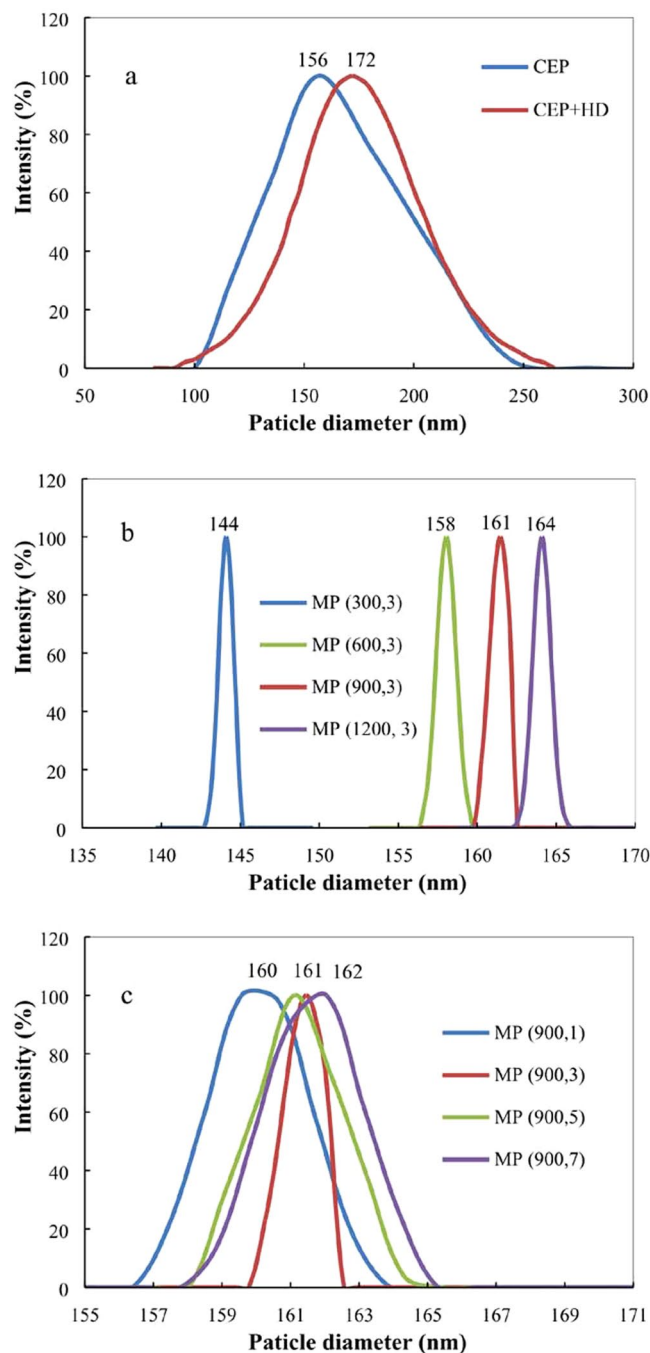 120
a
156 172
CEP
CEP+HD
100
80
60
40
20
0
Intensity (%)
50 100 150 200 250 300
Paticle diameter (nm)
120
b
144 158 161 164
100
80
60
40
20
0
Intensity (%)
MP (300,3)
MP (600,3)
MP (900,3)
MP (1200, 3)
135 140 145 150 155 160 165 170
Paticle diameter (nm)
120
c
160 161 162
100
80
60
40
20
0
Intensity (%)
MP (900,1)
MP (900,3)
MP (900,5)
MP (900,7)
155 157 159 161 163 165 167 169 171
Paticle diameter (nm)